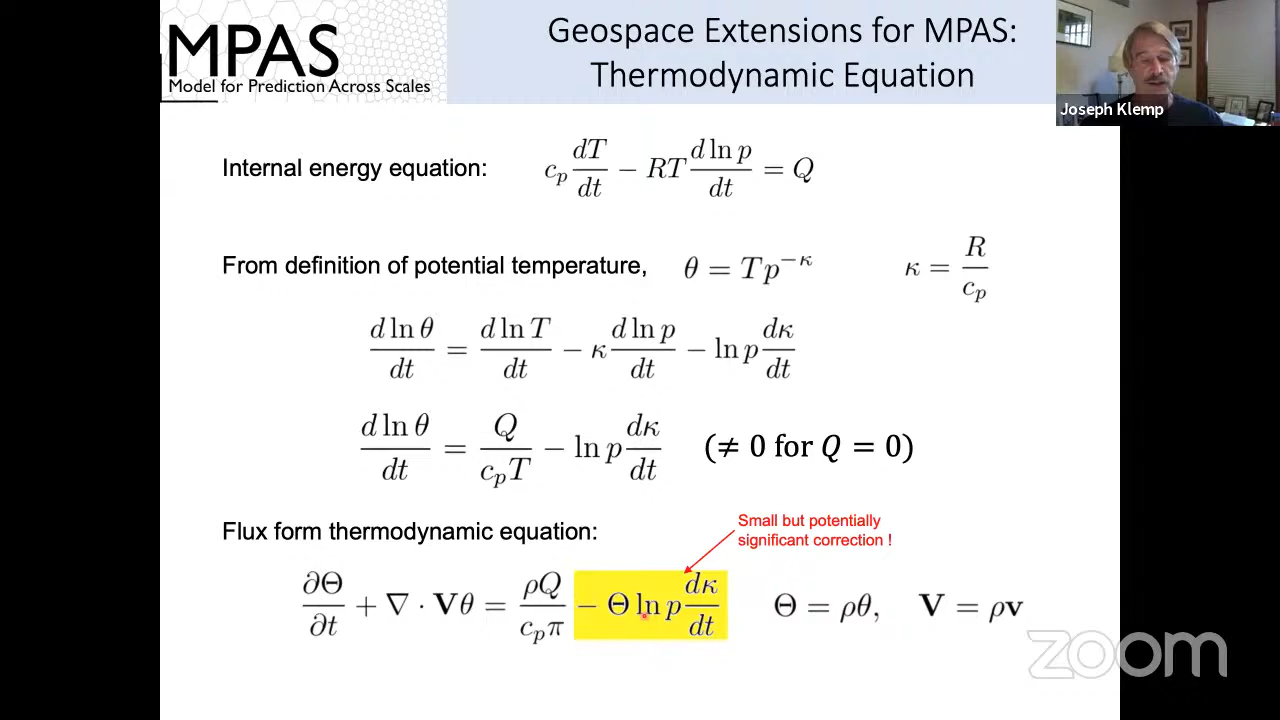 MPAS
Model for Prediction Across Scales
Geospace Extensions for MPAS:
Thermodynamic Equation
Joseph Klemp
Internal energy equation: c_p dT/dt − RT d ln p/dt = Q
From definition of potential temperature, θ = Tp^{−κ} κ = R/c_p
d ln θ/dt = d ln T/dt − κ d ln p/dt − ln p dκ/dt
d ln θ/dt = Q/(c_p T) − ln p dκ/dt (≠ 0 for Q = 0)
Flux form thermodynamic equation:
Small but potentially
significant correction !
∂Θ/∂t + ∇ · Vθ = ρQ/(c_p π) − Θ ln p dκ/dt Θ = ρθ, V = ρv
zoom